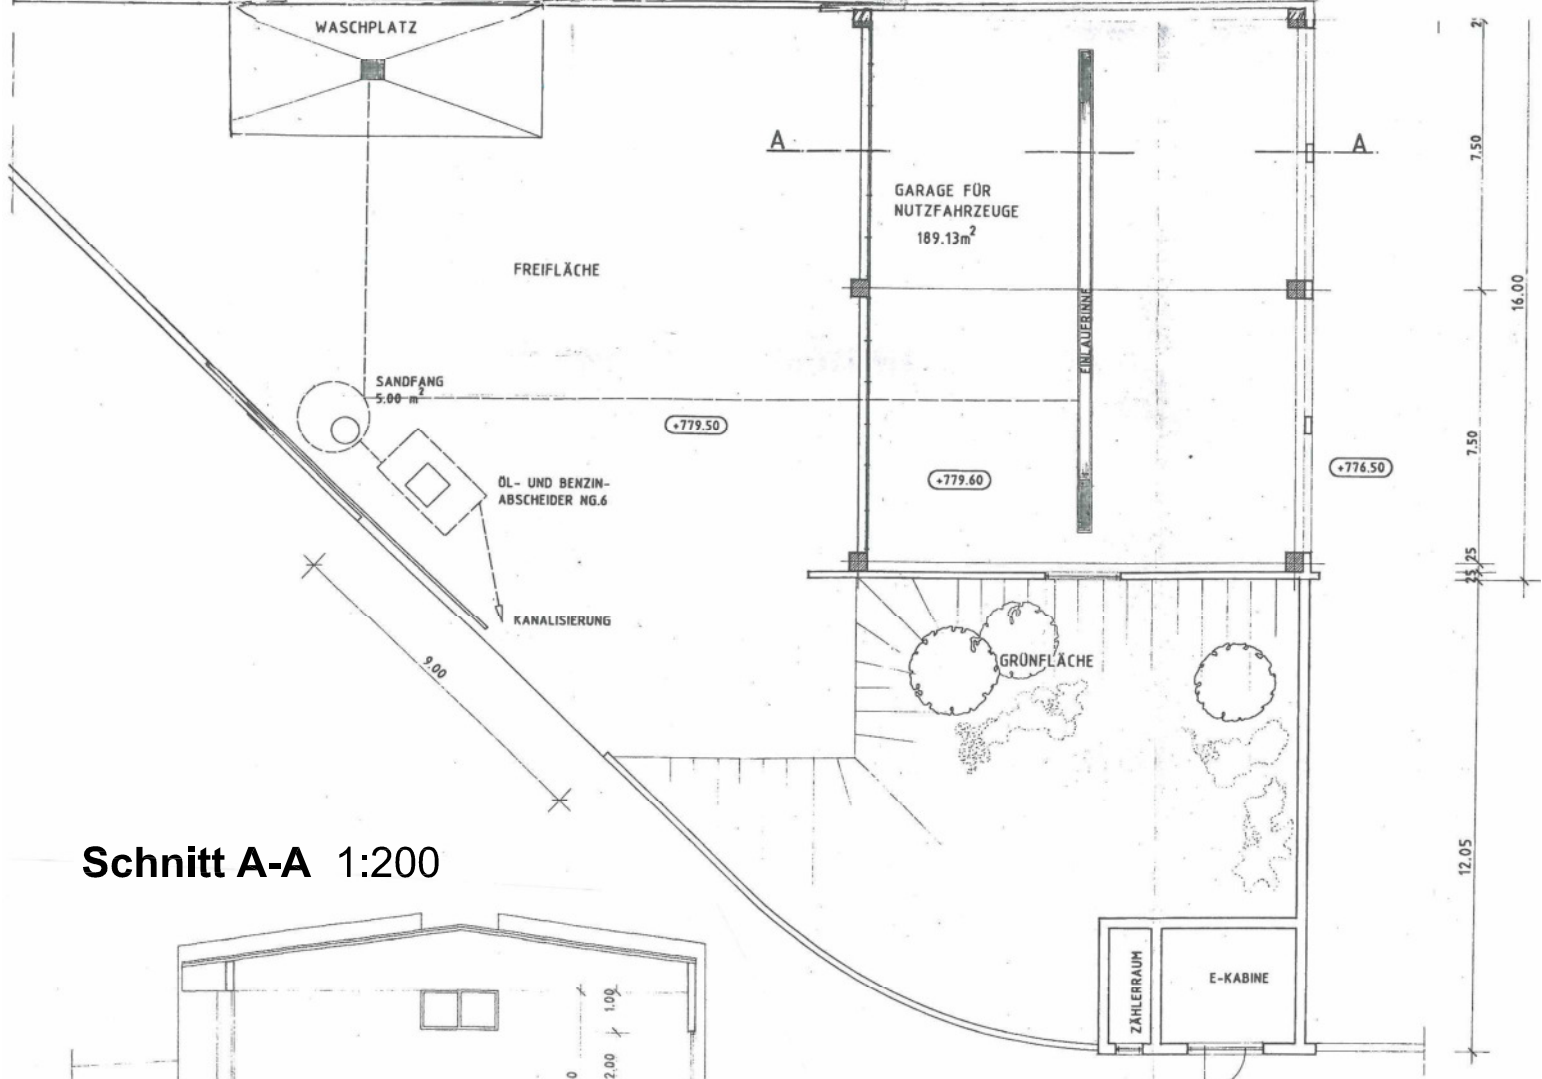 WASCHPLATZ
A
A
7.50
GARAGE FÜR
NUTZFAHRZEUGE
189.13m²
FREIFLÄCHE
16.00
EINLAUFRINNE
SANDFANG
5.00 m²
+779.50
7.50
+776.50
+779.60
ÖL- UND BENZIN-
ABSCHEIDER NG.6
25
25
KANALISIERUNG
GRÜNFLÄCHE
9.00
Schnitt A-A 1:200
12.05
ZÄHLERRAUM
E-KABINE
1.00
2.00